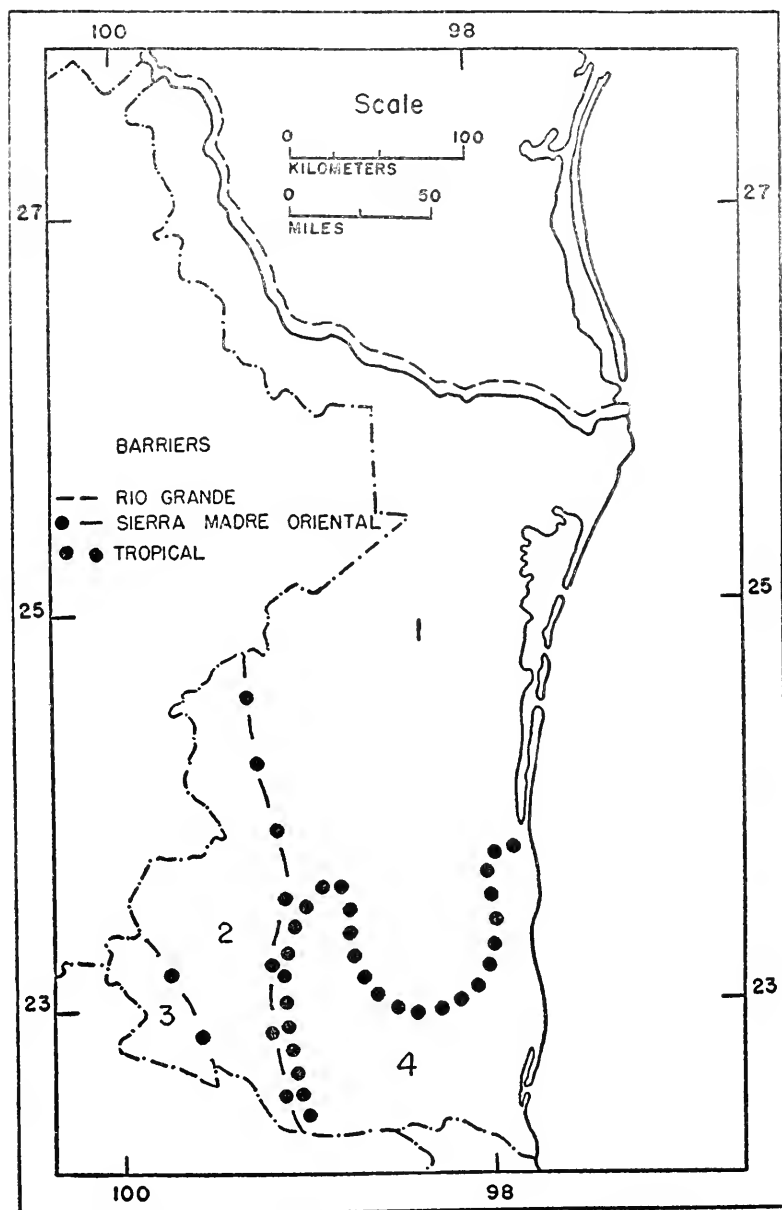 100 98
Scale
0 100
KILOMETERS
0 50
MILES
27 27
BARRIERS
RIO GRANDE
SIERRA MADRE ORIENTAL
TROPICAL
25 25
1
2
3
4
23 23
100 98